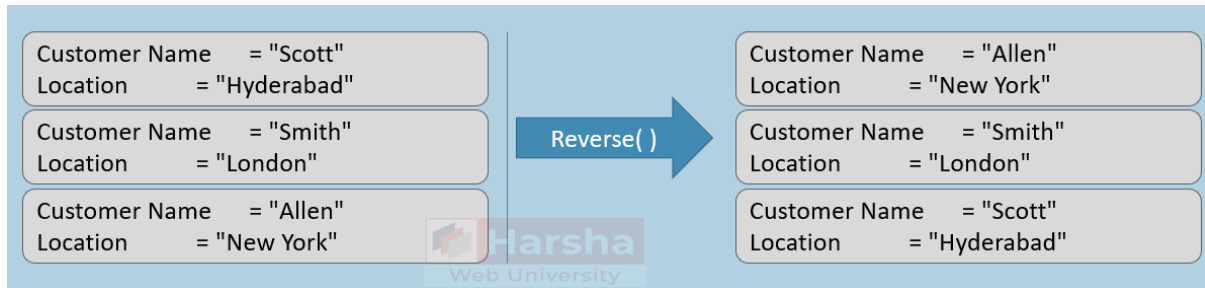 Customer Name = "Scott"
Location = "Hyderabad"
Customer Name = "Smith"
Location = "London"
Customer Name = "Allen"
Location = "New York"
Reverse( )
Customer Name = "Allen"
Location = "New York"
Customer Name = "Smith"
Location = "London"
Customer Name = "Scott"
Location = "Hyderabad"
Harsha
Web University